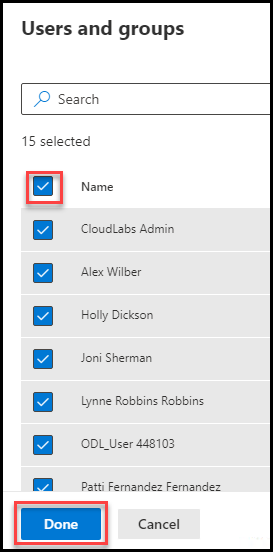 Users and groups
Search
15 selected
Name
CloudLabs Admin
Alex Wilber
Holly Dickson
Joni Sherman
Lynne Robbins Robbins
ODL_User 448103
Patti Fernandez Fernandez
Done Cancel